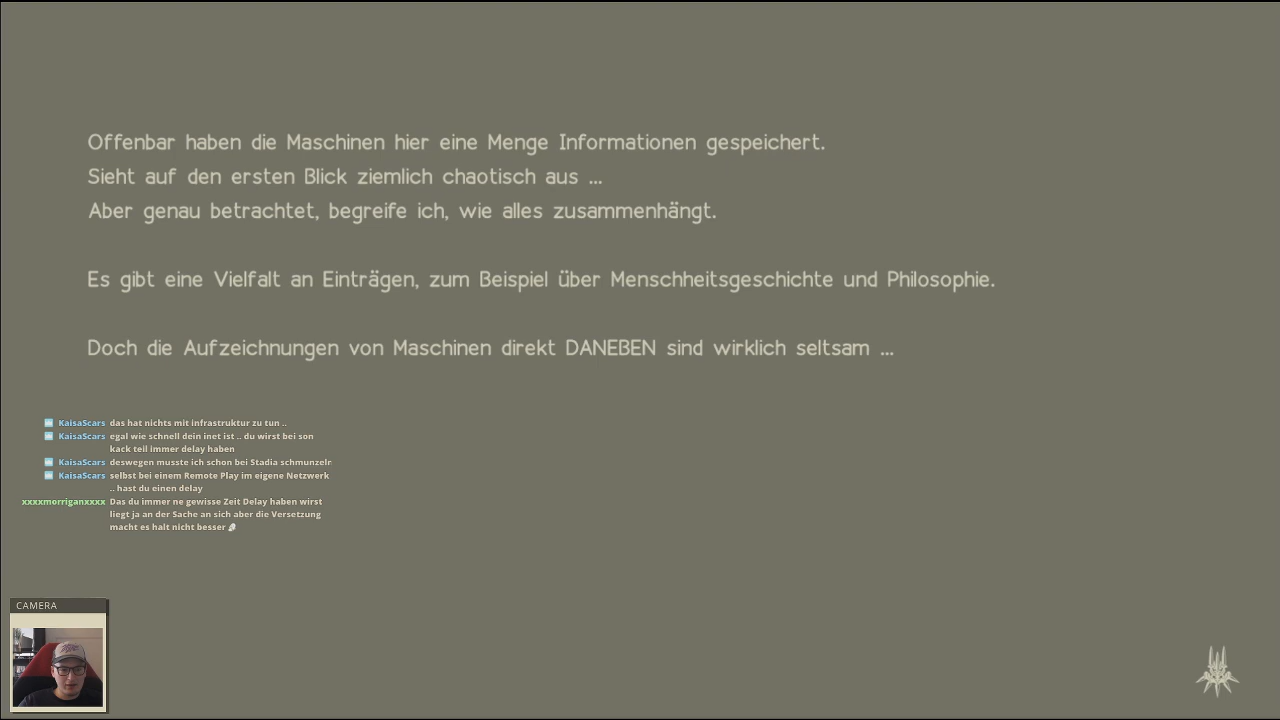 Offenbar haben die Maschinen hier eine Menge Informationen gespeichert.
Sieht auf den ersten Blick ziemlich chaotisch aus ...
Aber genau betrachtet, begreife ich, wie alles zusammenhängt.
Es gibt eine Vielfalt an Einträgen, zum Beispiel über Menschheitsgeschichte und Philosophie.
Doch die Aufzeichnungen von Maschinen direkt DANEBEN sind wirklich seltsam ...
KaisaScars das hat nichts mit infrastruktur zu tun ..
KaisaScars egal wie schnell dein inet ist .. du wirst bei son
kack teil immer delay haben
KaisaScars deswegen musste ich schon bei Stadia schmunzeln
KaisaScars selbst bei einem Remote Play im eigene Netzwerk
.. hast du einen delay
xxxxmorriganxxxx Das du immer ne gewisse Zeit Delay haben wirst
liegt ja an der Sache an sich aber die Versetzung
macht es halt nicht besser
CAMERA